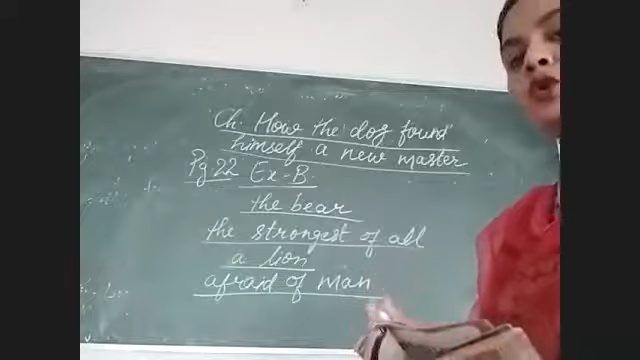 Ch. How the dog found
himself a new master
Pg 22 Ex-B.
the bear
the strongest of all
a lion
afraid of man